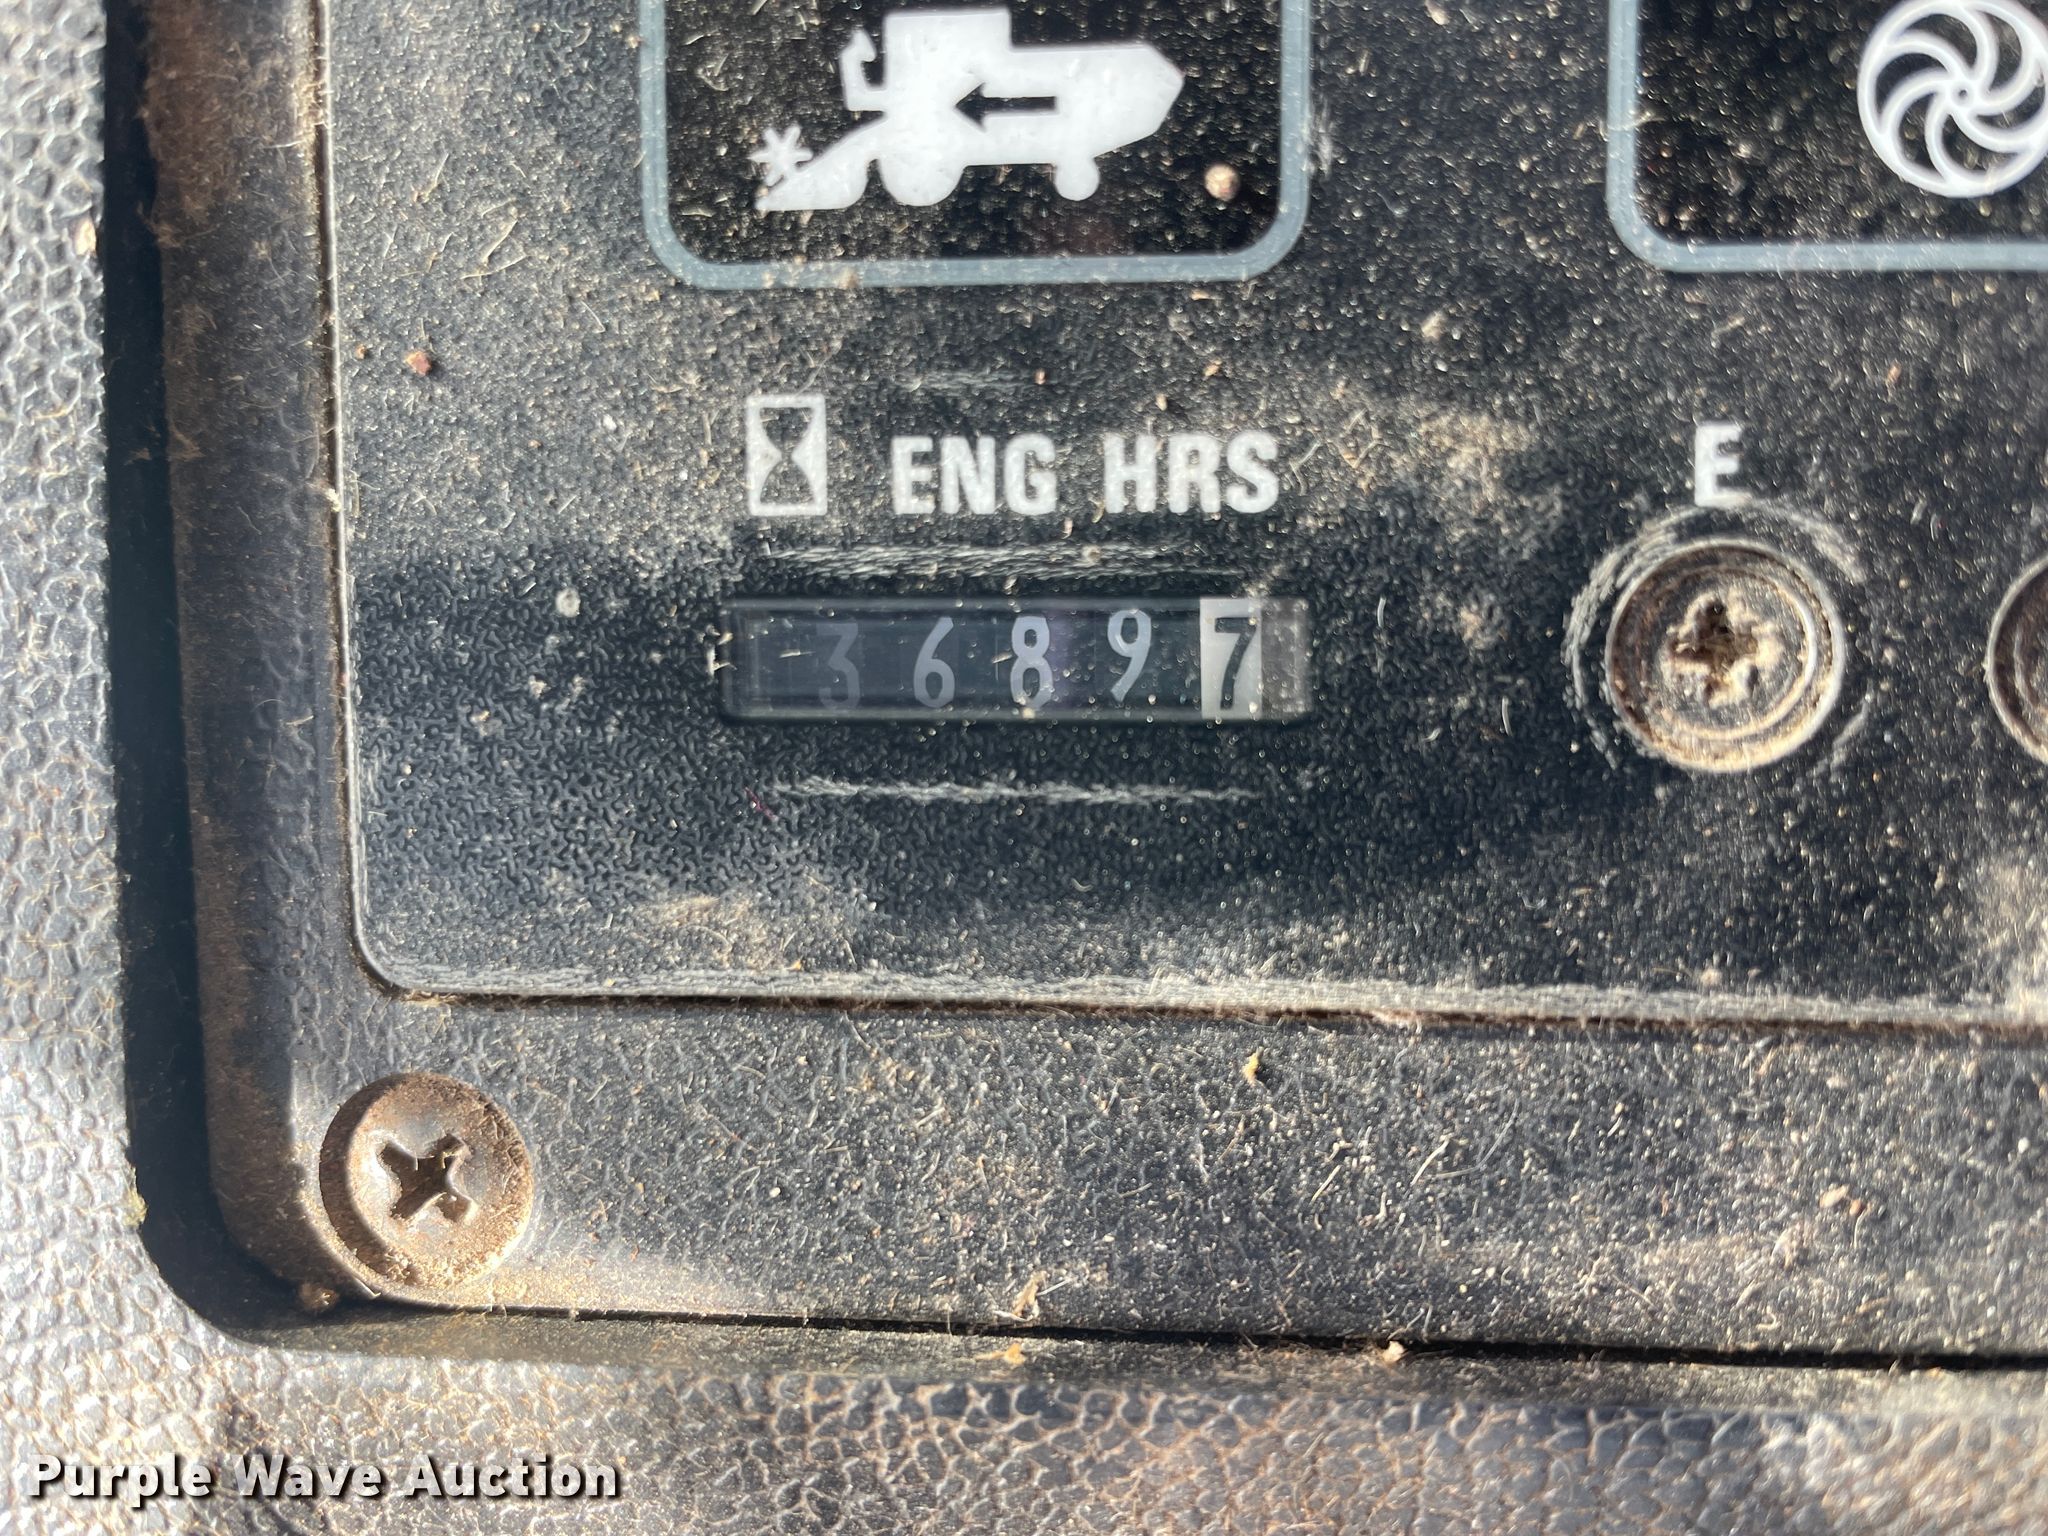 ENG HRS
E
36897
Purple Wave Auction